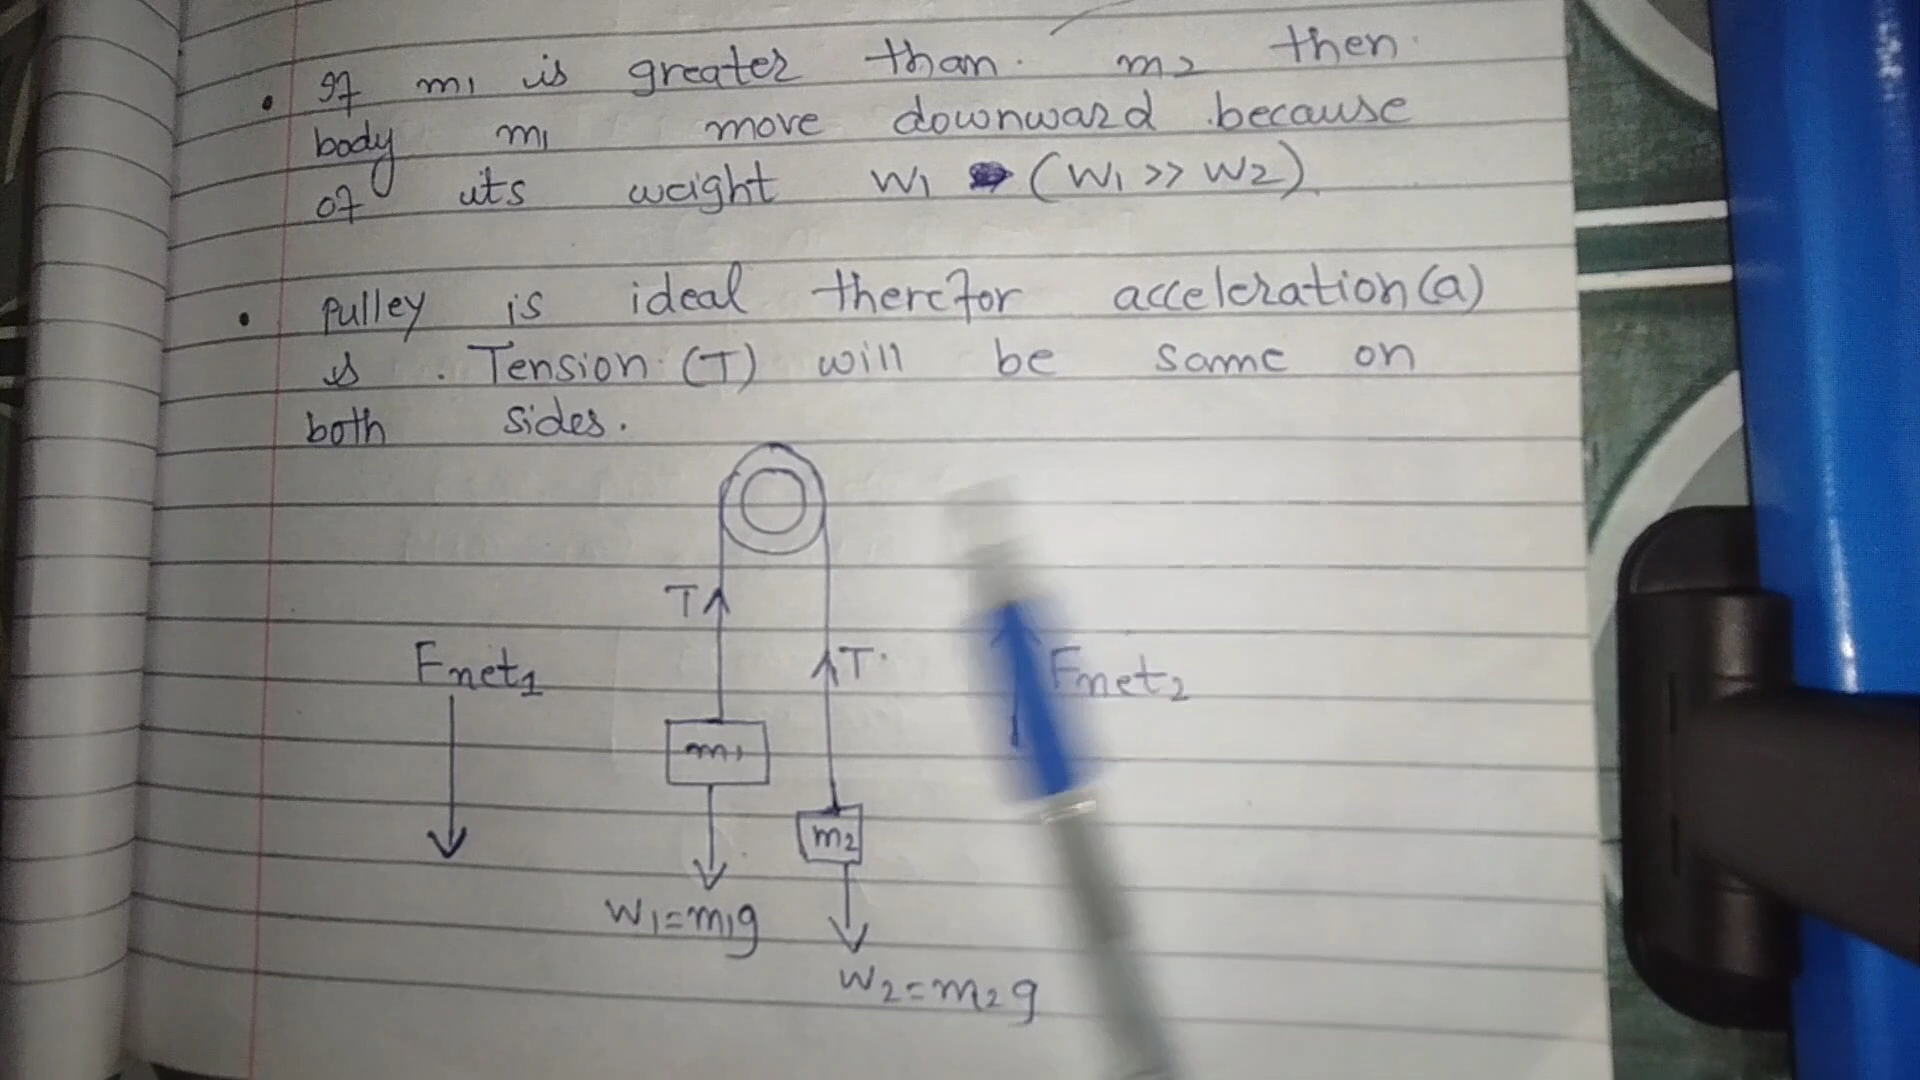 • If m1 is greater than m2 then
body m1 move downward because
of its weight W1 (W1 >> W2)
• Pulley is ideal therefor acceleration (a)
is . Tension (T) will be same on
both sides.
T
Fnet1
T
Fnet2
m1
m2
W1=m1g
W2=m2g